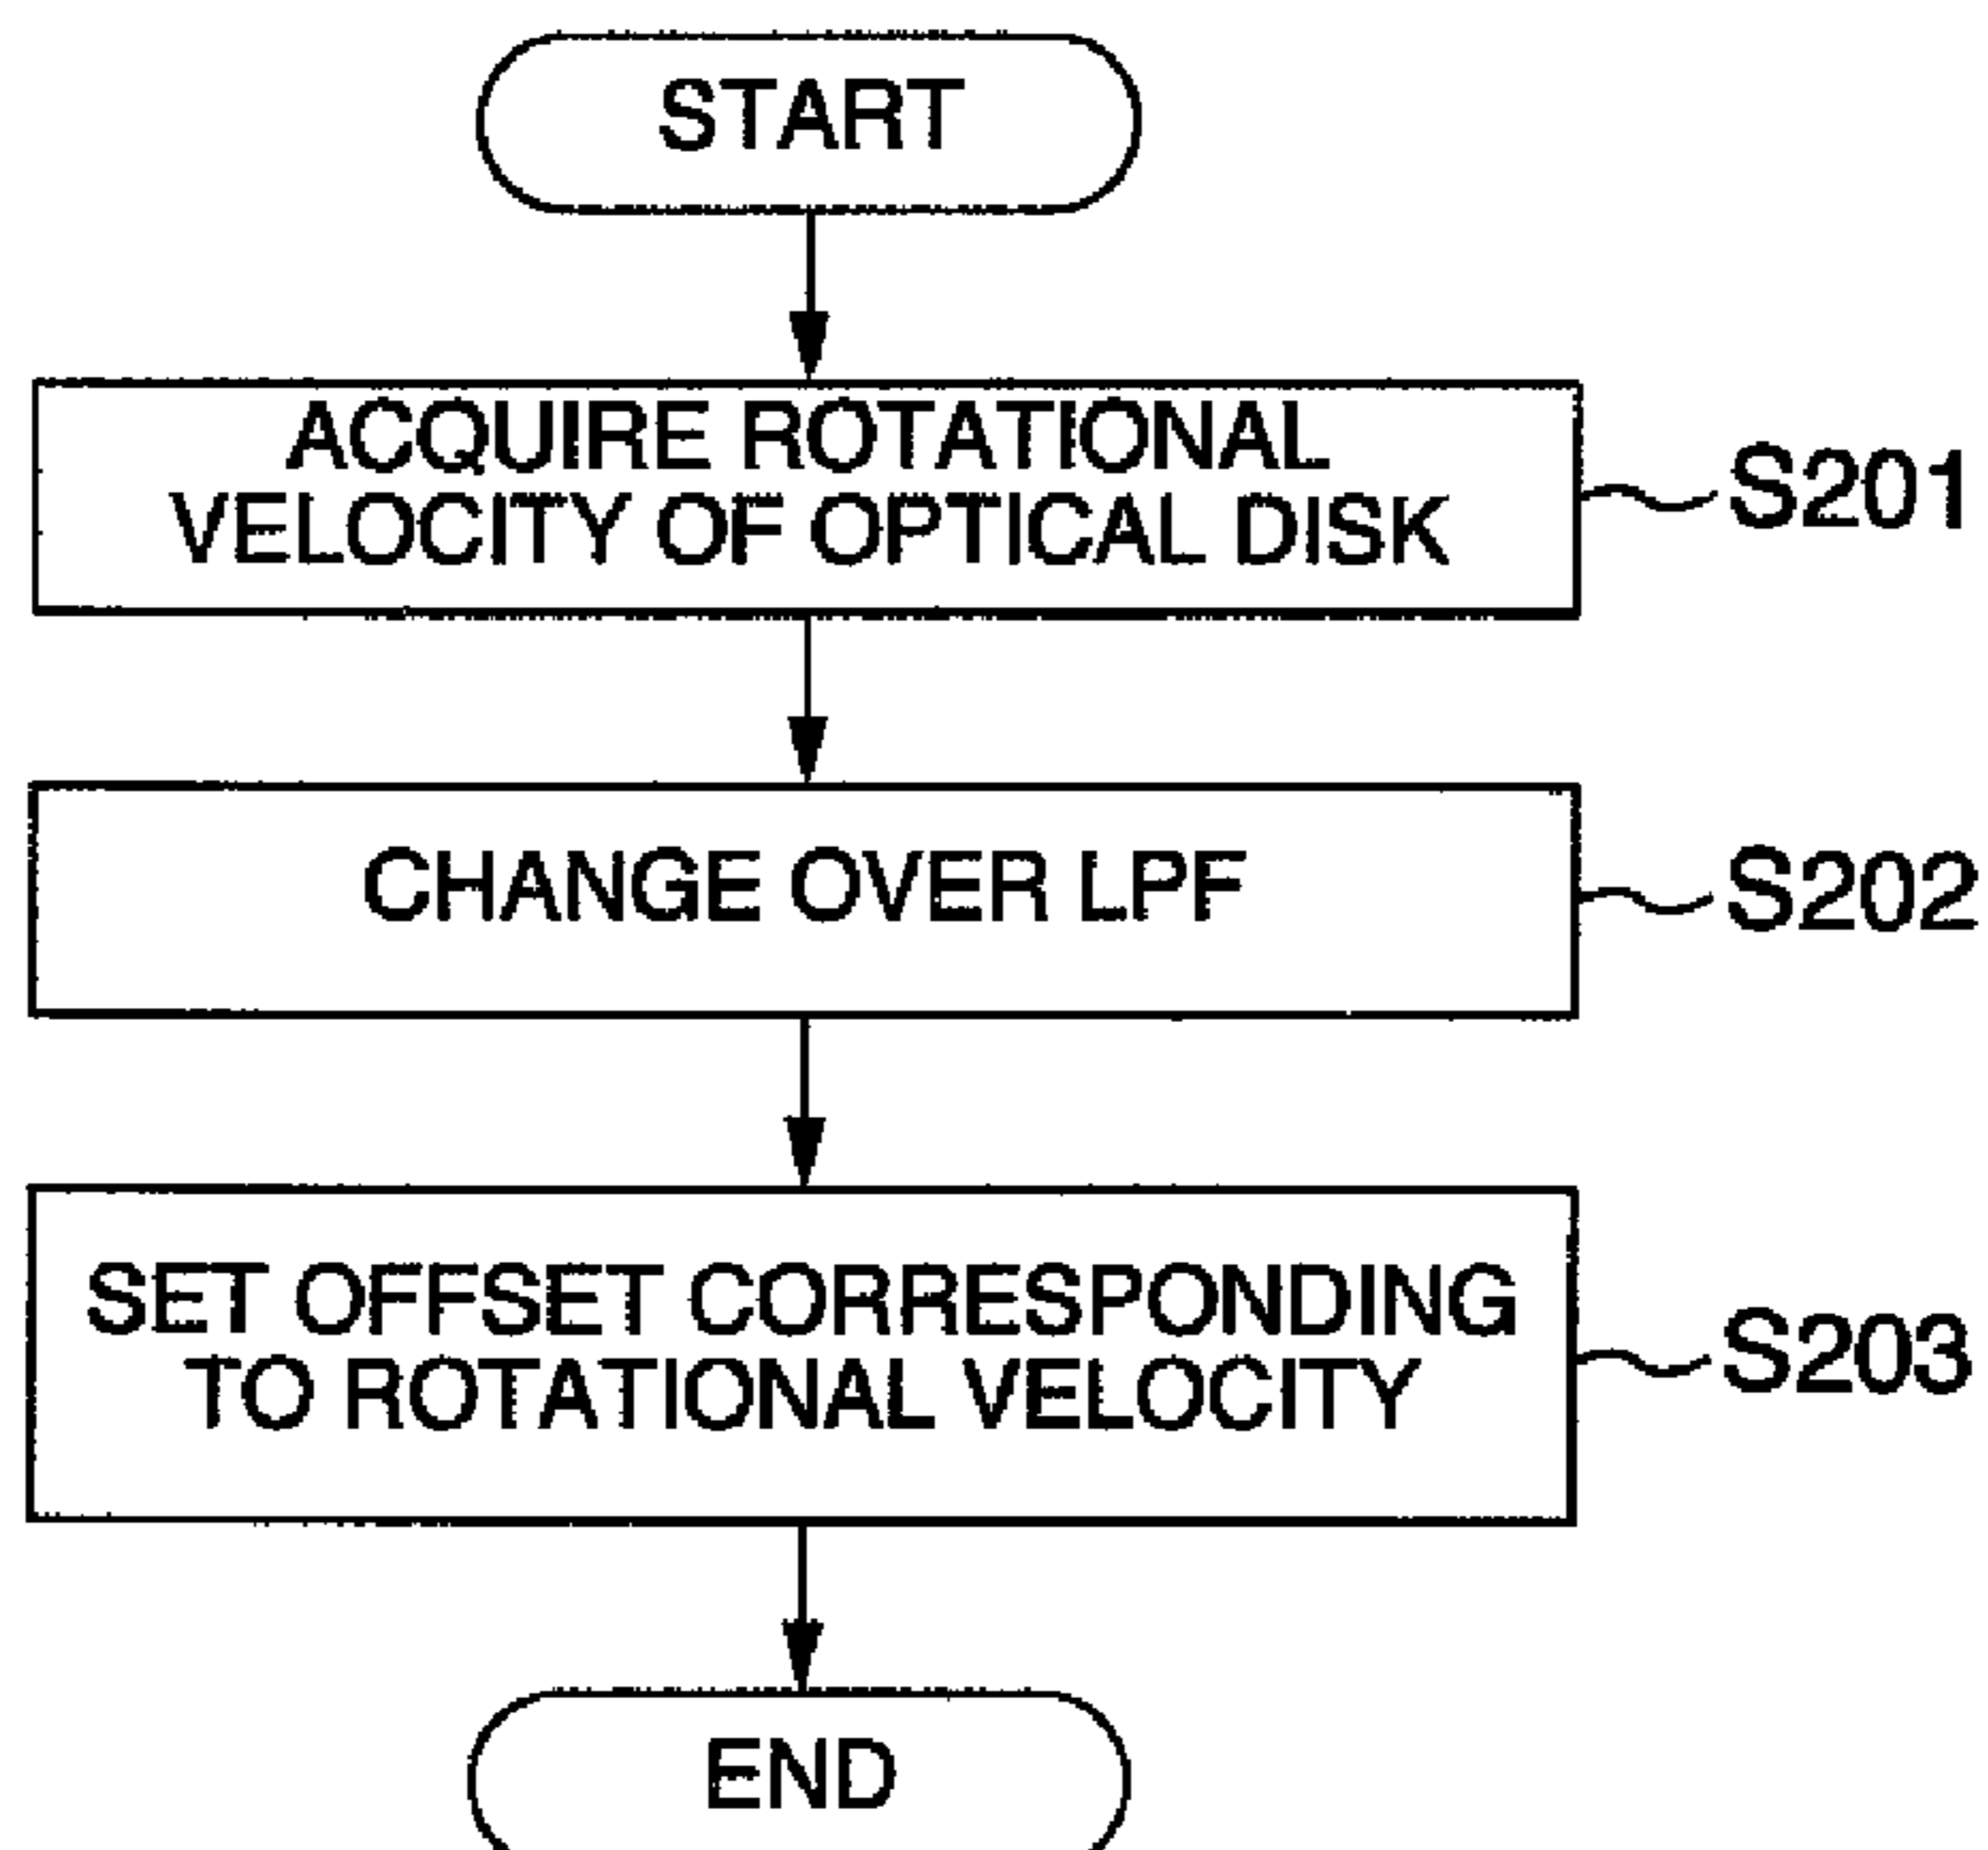 START
ACQUIRE ROTATIONAL
VELOCITY OF OPTICAL DISK
S201
CHANGE OVER LPF
S202
SET OFFSET CORRESPONDING
TO ROTATIONAL VELOCITY
S203
END